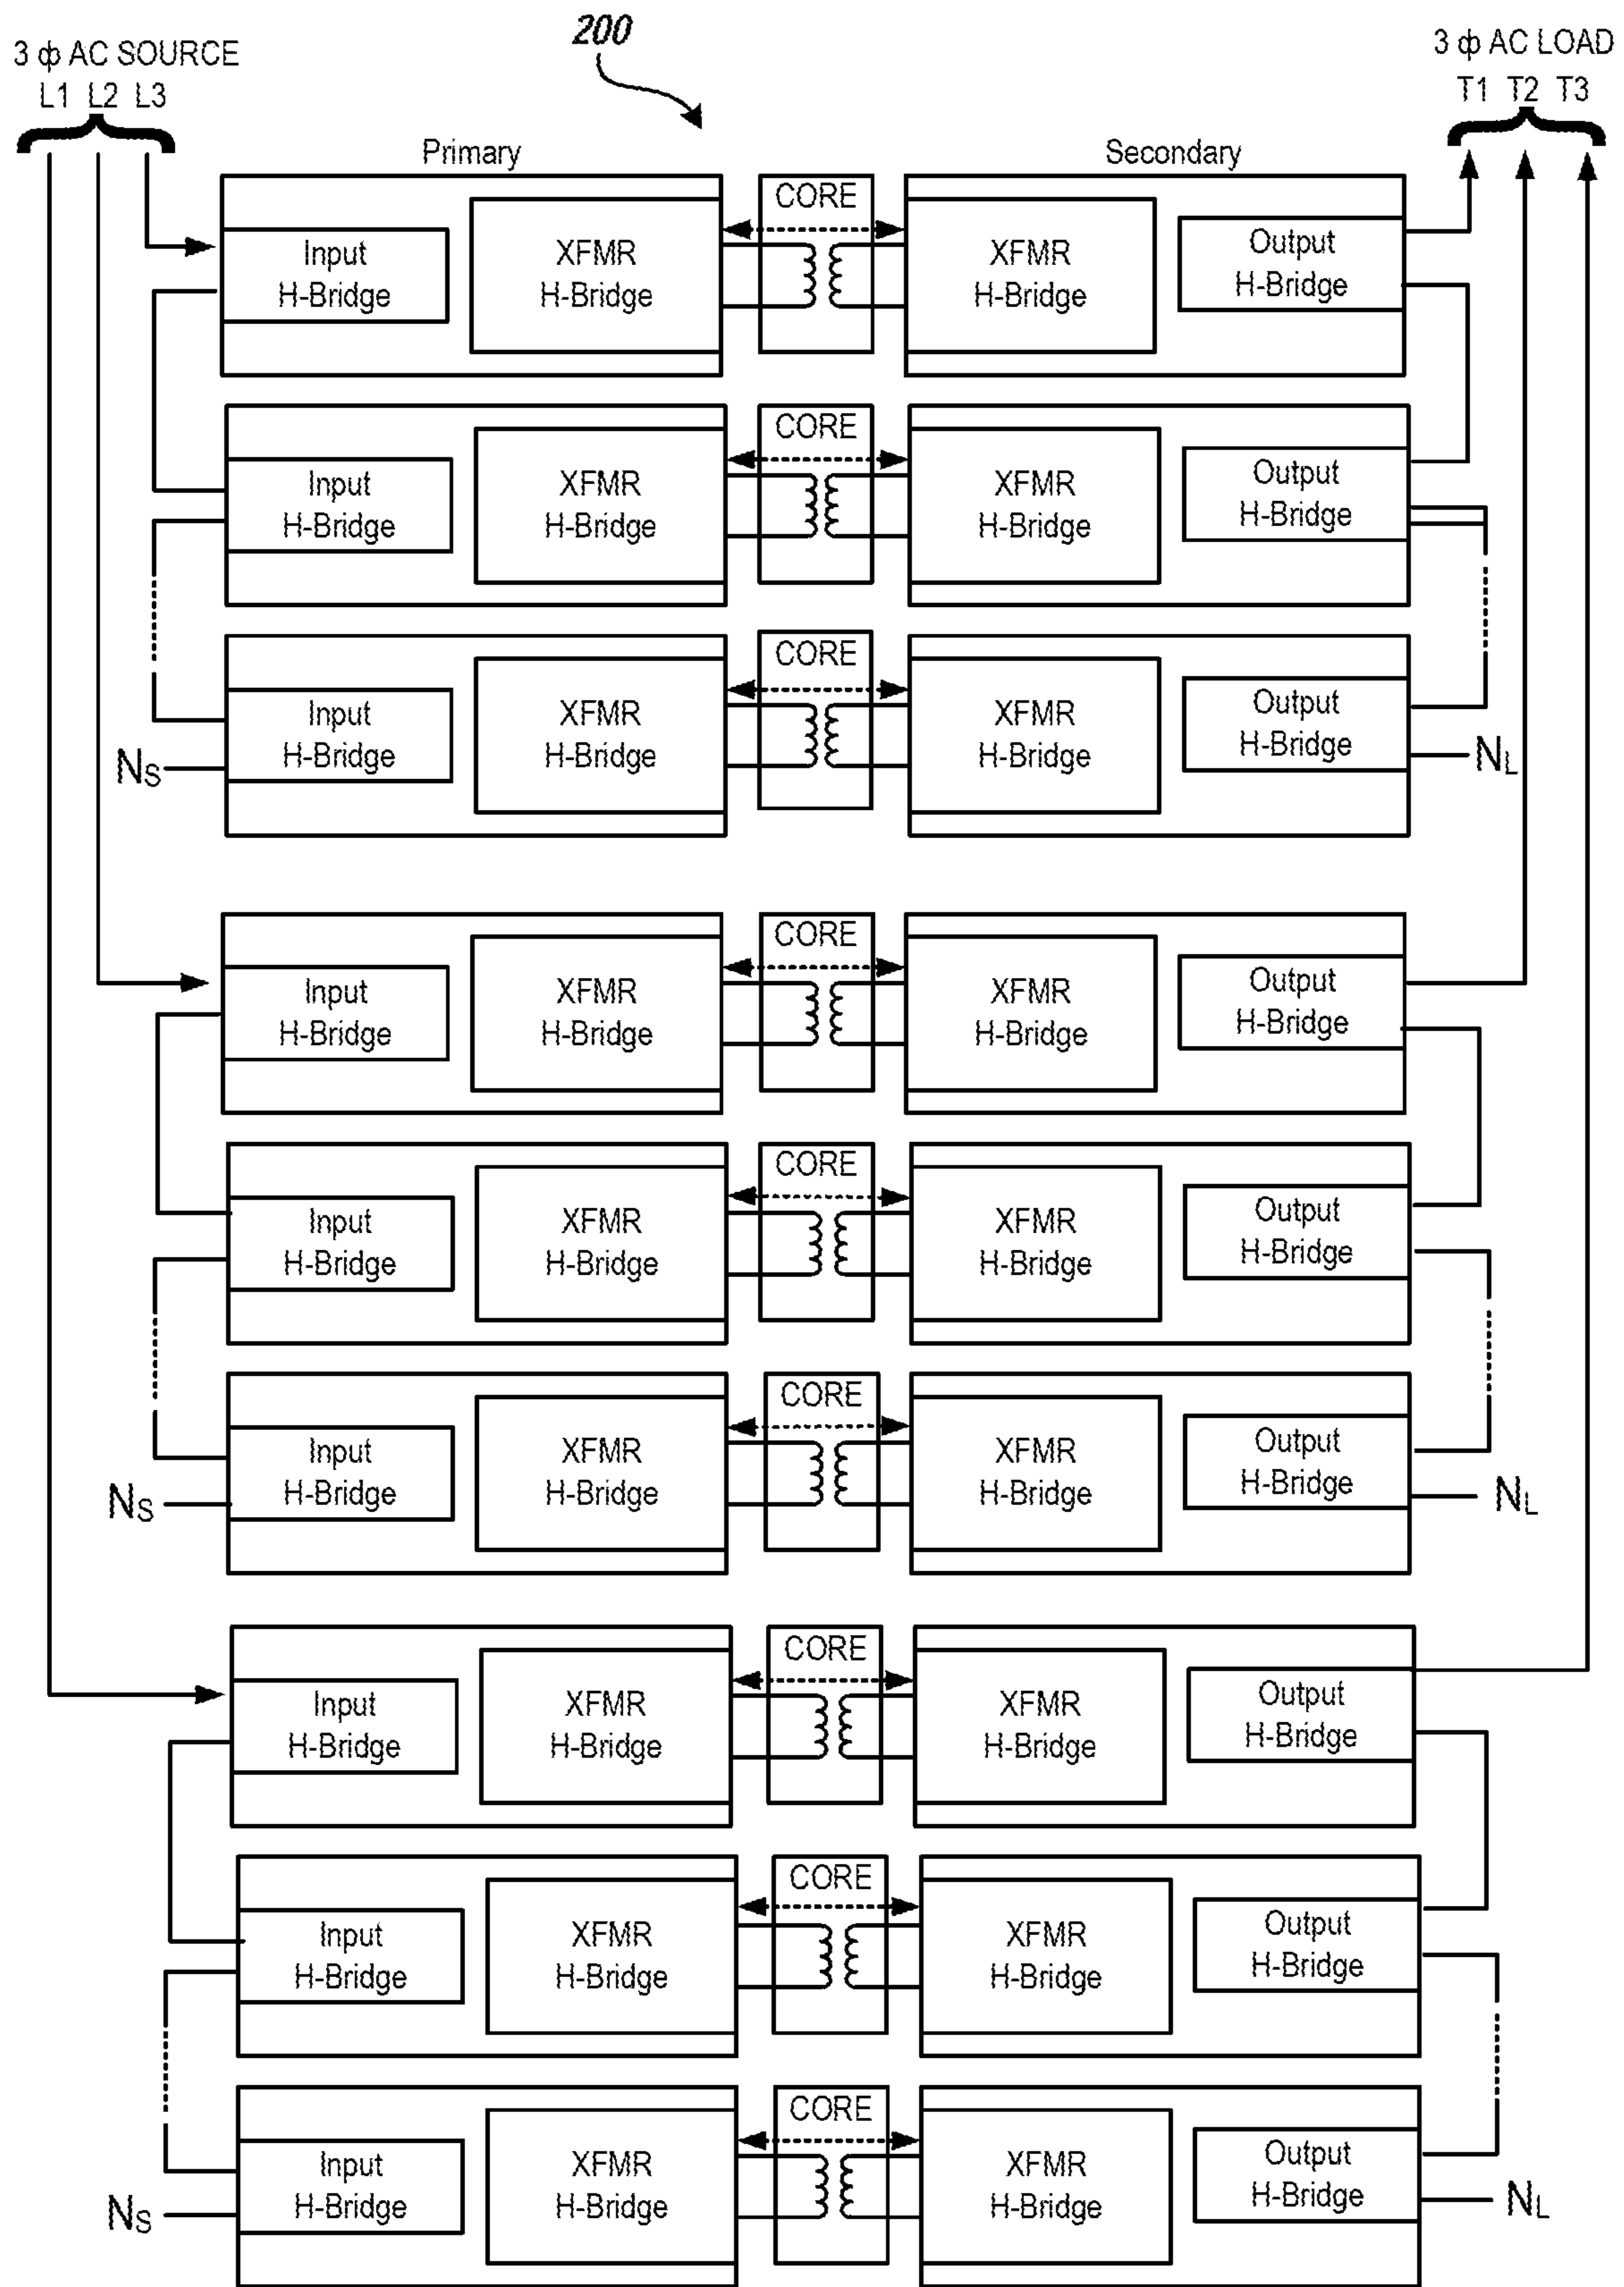 200
3 ф AC SOURCE
L1 L2 L3
3 ф AC LOAD
T1 T2 T3
Primary
Secondary
CORE
Input
H-Bridge
XFMR
H-Bridge
XFMR
H-Bridge
Output
H-Bridge
CORE
Input
H-Bridge
XFMR
H-Bridge
XFMR
H-Bridge
Output
H-Bridge
CORE
Input
H-Bridge
XFMR
H-Bridge
XFMR
H-Bridge
Output
H-Bridge
NS
NL
CORE
Input
H-Bridge
XFMR
H-Bridge
XFMR
H-Bridge
Output
H-Bridge
CORE
Input
H-Bridge
XFMR
H-Bridge
XFMR
H-Bridge
Output
H-Bridge
CORE
Input
H-Bridge
XFMR
H-Bridge
XFMR
H-Bridge
Output
H-Bridge
NS
NL
CORE
Input
H-Bridge
XFMR
H-Bridge
XFMR
H-Bridge
Output
H-Bridge
CORE
Input
H-Bridge
XFMR
H-Bridge
XFMR
H-Bridge
Output
H-Bridge
CORE
Input
H-Bridge
XFMR
H-Bridge
XFMR
H-Bridge
Output
H-Bridge
NS
NL